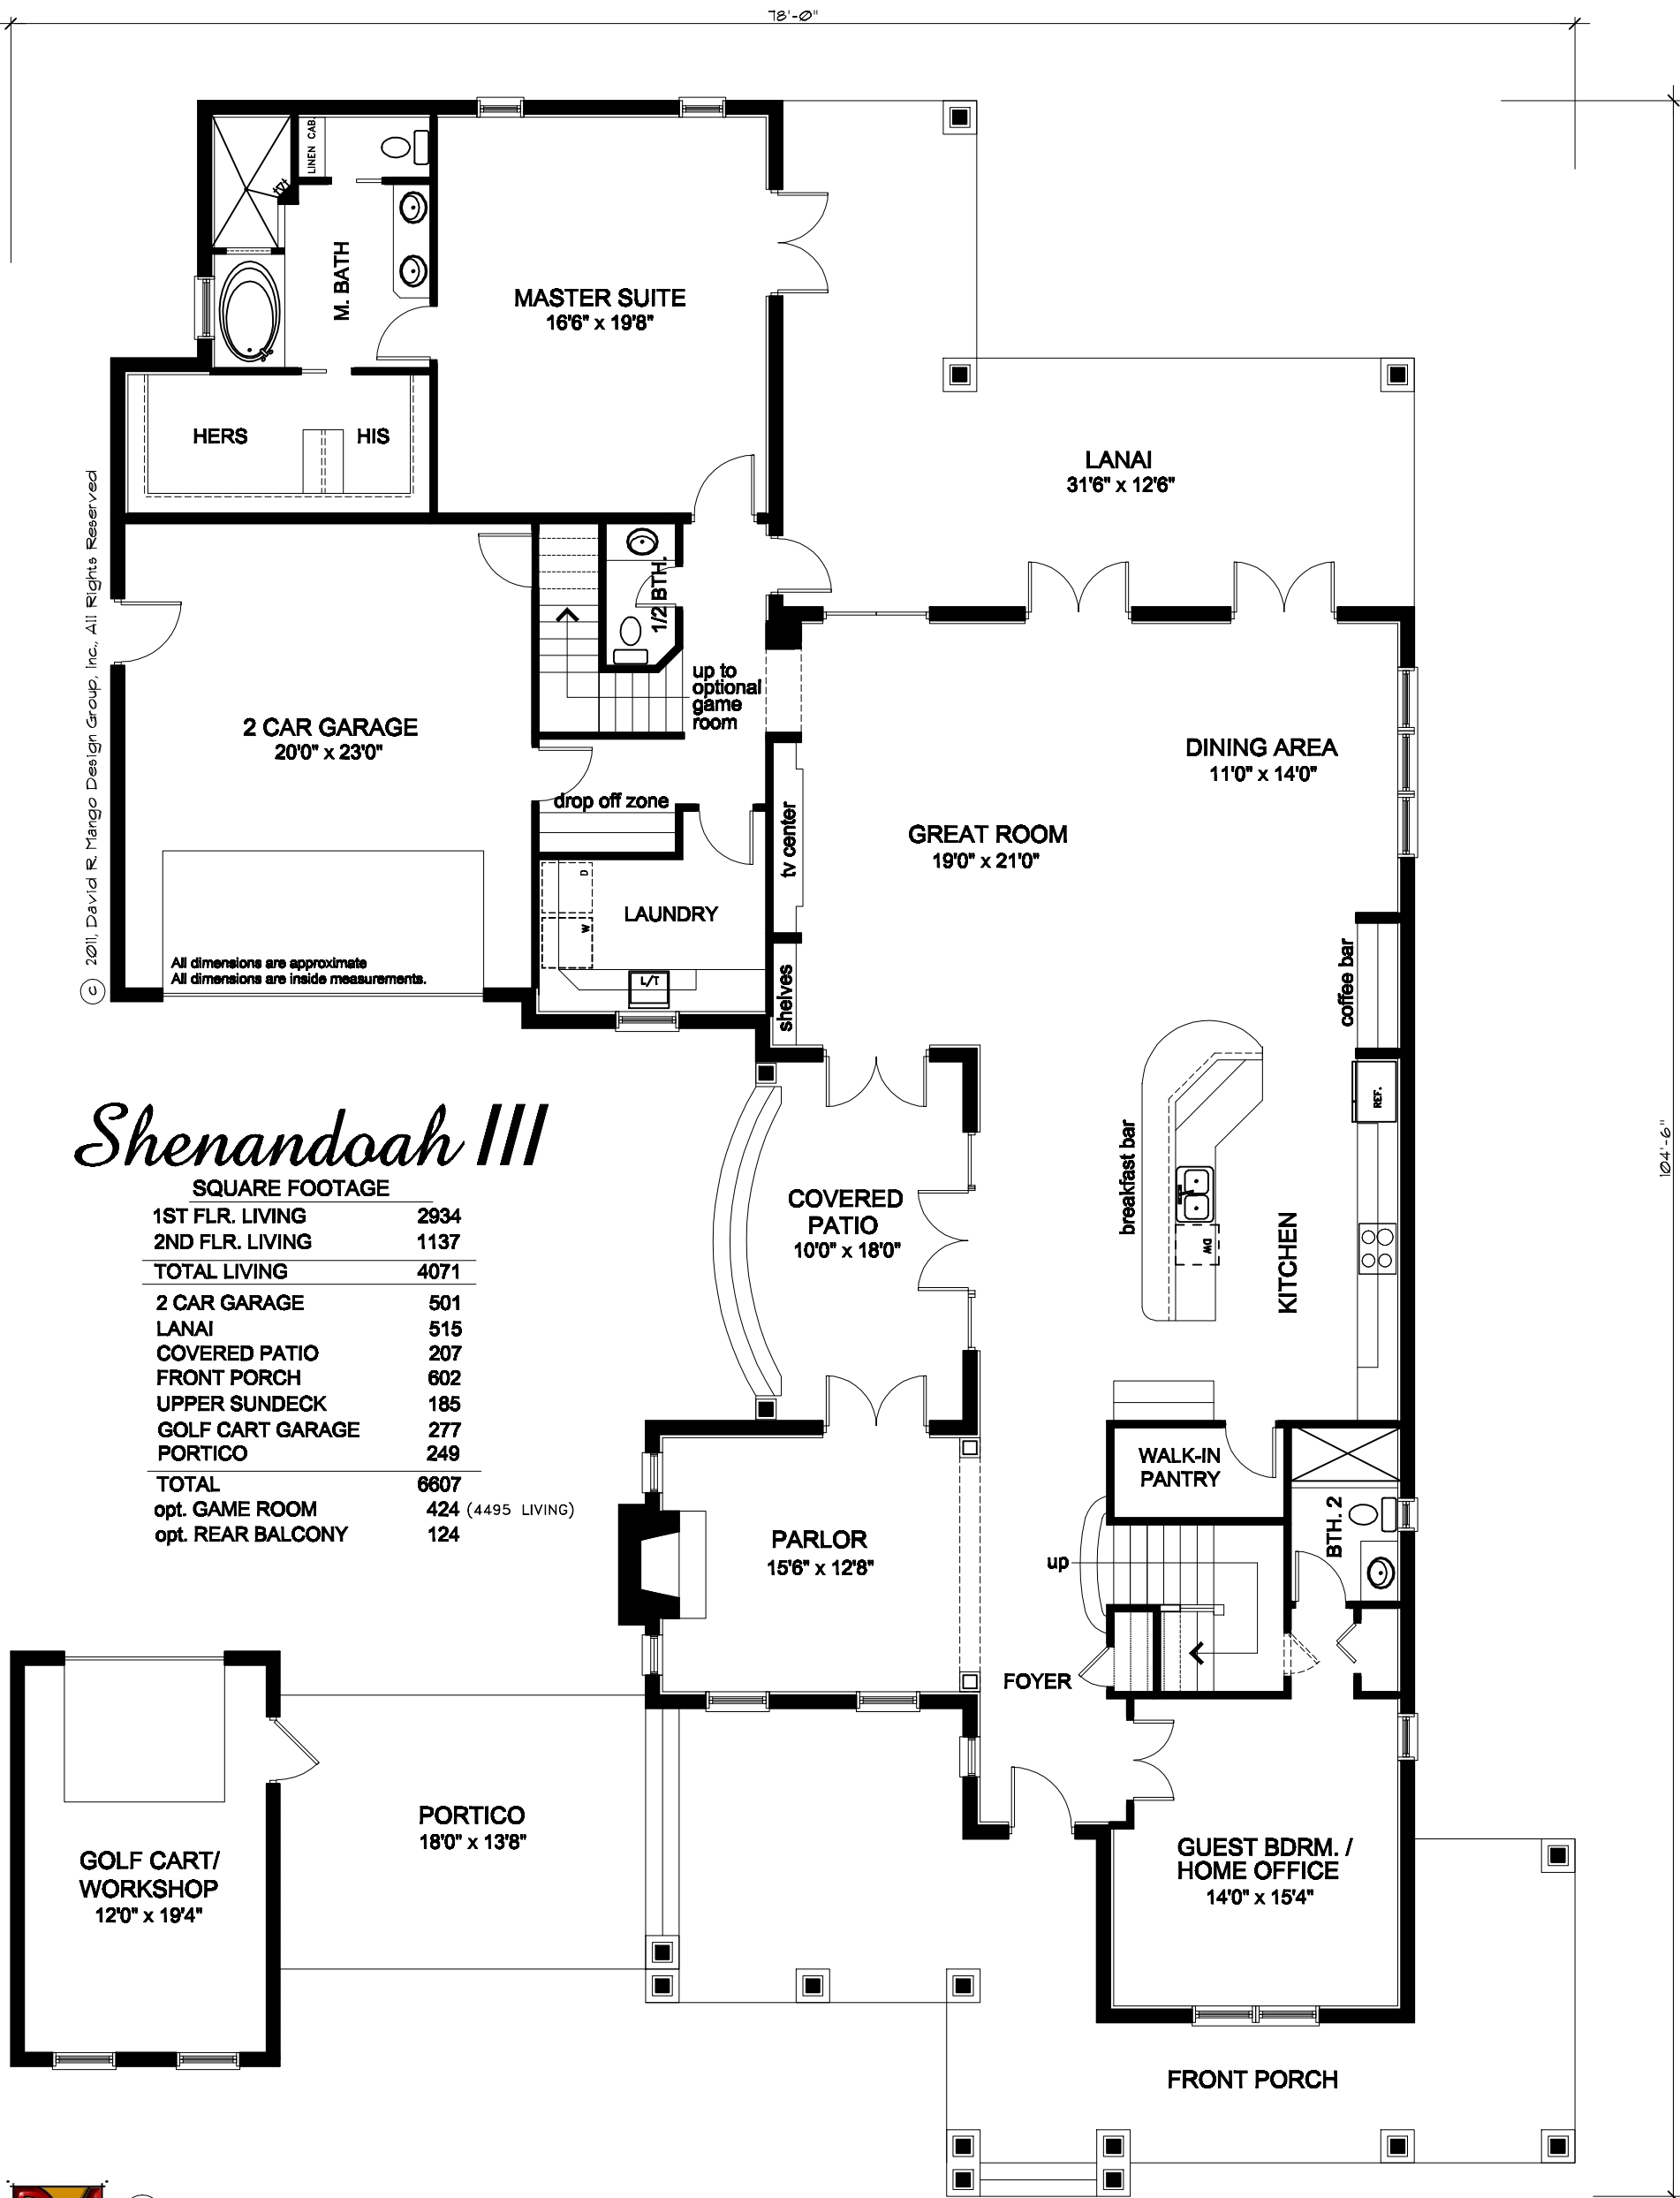 78'-0"
LINEN CAB.
M. BATH
MASTER SUITE
16'6" x 19'8"
HERS
HIS
LANAI
31'6" x 12'6"
1/2 BTH.
up to
optional
game
room
2 CAR GARAGE
20'0" x 23'0"
DINING AREA
11'0" x 14'0"
drop off zone
tv center
GREAT ROOM
19'0" x 21'0"
D
W
LAUNDRY
L/T
shelves
coffee bar
All dimensions are approximate
All dimensions are inside measurements.
© 2011, David R. Mango Design Group, Inc., All Rights Reserved
REF.
104'-6"
Shenandoah III
SQUARE FOOTAGE
1ST FLR. LIVING 2934
2ND FLR. LIVING 1137
TOTAL LIVING 4071
2 CAR GARAGE 501
LANAI 515
COVERED PATIO 207
FRONT PORCH 602
UPPER SUNDECK 185
GOLF CART GARAGE 277
PORTICO 249
TOTAL 6607
opt. GAME ROOM 424 (4495 LIVING)
opt. REAR BALCONY 124
COVERED
PATIO
10'0" x 18'0"
breakfast bar
DW
KITCHEN
WALK-IN
PANTRY
BTH. 2
PARLOR
15'6" x 12'8"
up
FOYER
PORTICO
18'0" x 13'8"
GOLF CART/
WORKSHOP
12'0" x 19'4"
GUEST BDRM. /
HOME OFFICE
14'0" x 15'4"
FRONT PORCH